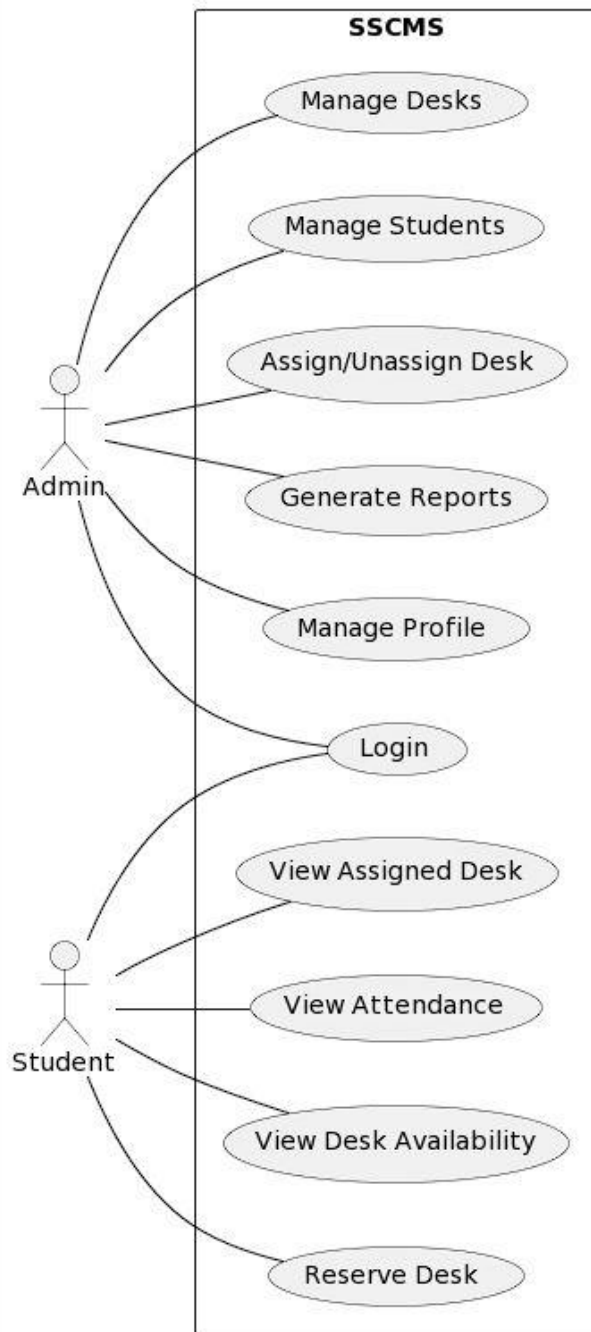 SSCMS
Manage Desks
Manage Students
Assign/Unassign Desk
Admin
Generate Reports
Manage Profile
Login
View Assigned Desk
View Attendance
Student
View Desk Availability
Reserve Desk